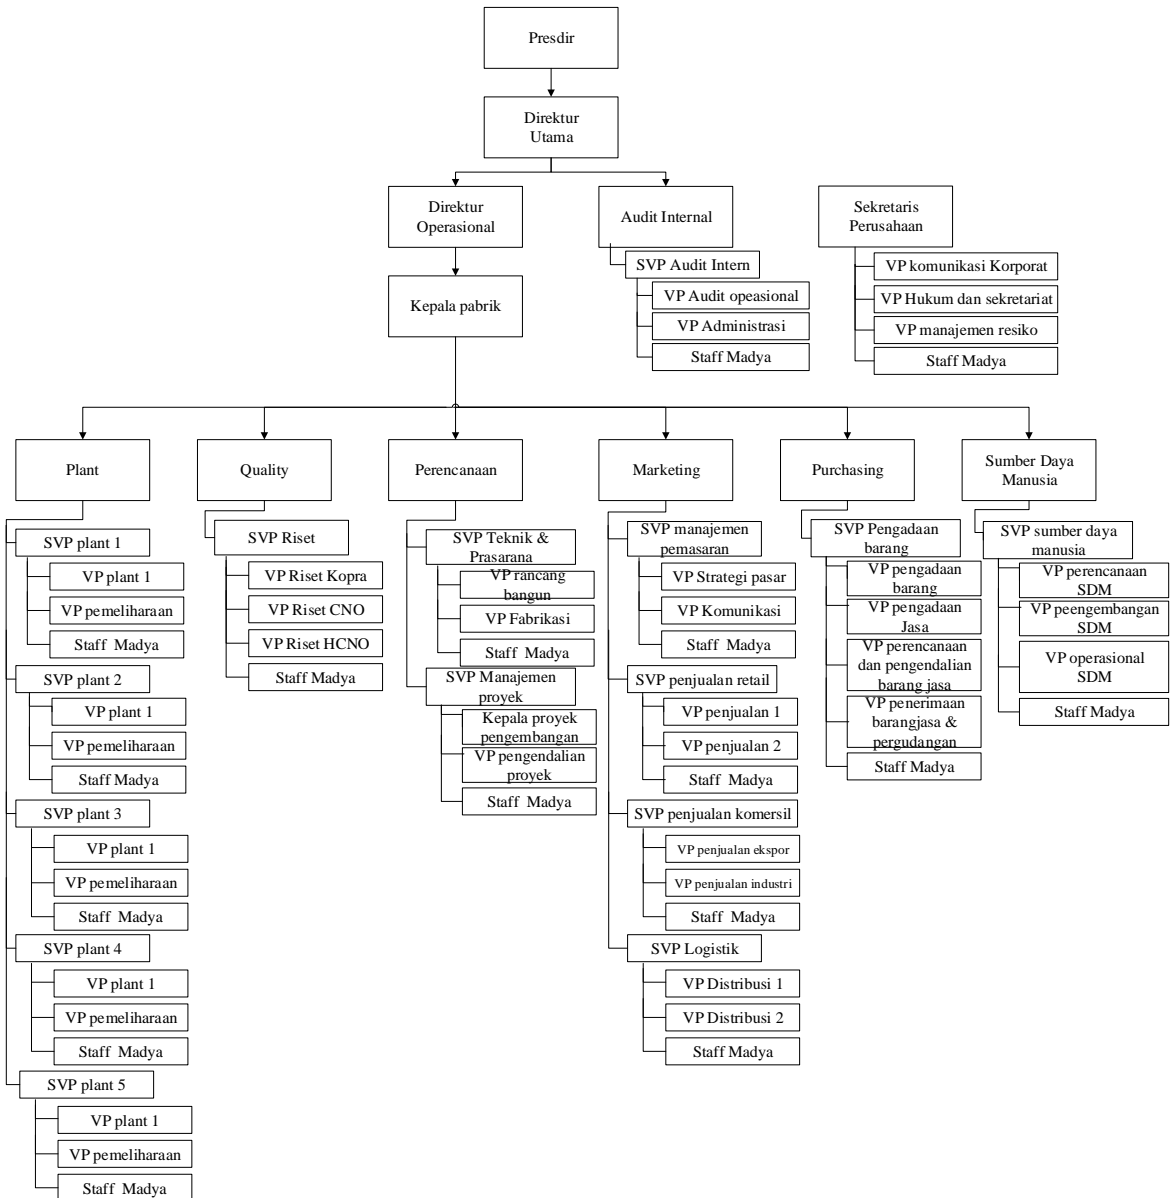 Presdir
Direktur
Utama
Direktur
Operasional
Audit Internal
Sekretaris
Perusahaan
SVP Audit Intern
VP Audit opeasional
VP Administrasi
Staff Madya
VP komunikasi Korporat
VP Hukum dan sekretariat
VP manajemen resiko
Staff Madya
Kepala pabrik
Plant
Quality
Perencanaan
Marketing
Purchasing
Sumber Daya
Manusia
SVP plant 1
VP plant 1
VP pemeliharaan
Staff Madya
SVP plant 2
VP plant 1
VP pemeliharaan
Staff Madya
SVP plant 3
VP plant 1
VP pemeliharaan
Staff Madya
SVP plant 4
VP plant 1
VP pemeliharaan
Staff Madya
SVP plant 5
VP plant 1
VP pemeliharaan
Staff Madya
SVP Riset
VP Riset Kopra
VP Riset CNO
VP Riset HCNO
Staff Madya
SVP Teknik &
Prasarana
VP rancang
bangun
VP Fabrikasi
Staff Madya
SVP Manajemen
proyek
Kepala proyek
pengembangan
VP pengendalian
proyek
Staff Madya
SVP manajemen
pemasaran
VP Strategi pasar
VP Komunikasi
Staff Madya
SVP penjualan retail
VP penjualan 1
VP penjualan 2
Staff Madya
SVP penjualan komersil
VP penjualan ekspor
VP penjualan industri
Staff Madya
SVP Logistik
VP Distribusi 1
VP Distribusi 2
Staff Madya
SVP Pengadaan
barang
VP pengadaan
barang
VP pengadaan
Jasa
VP perencanaan
dan pengendalian
barang jasa
VP penerimaan
barangjasa &
pergudangan
Staff Madya
SVP sumber daya
manusia
VP perencanaan
SDM
VP peengembangan
SDM
VP operasional
SDM
Staff Madya